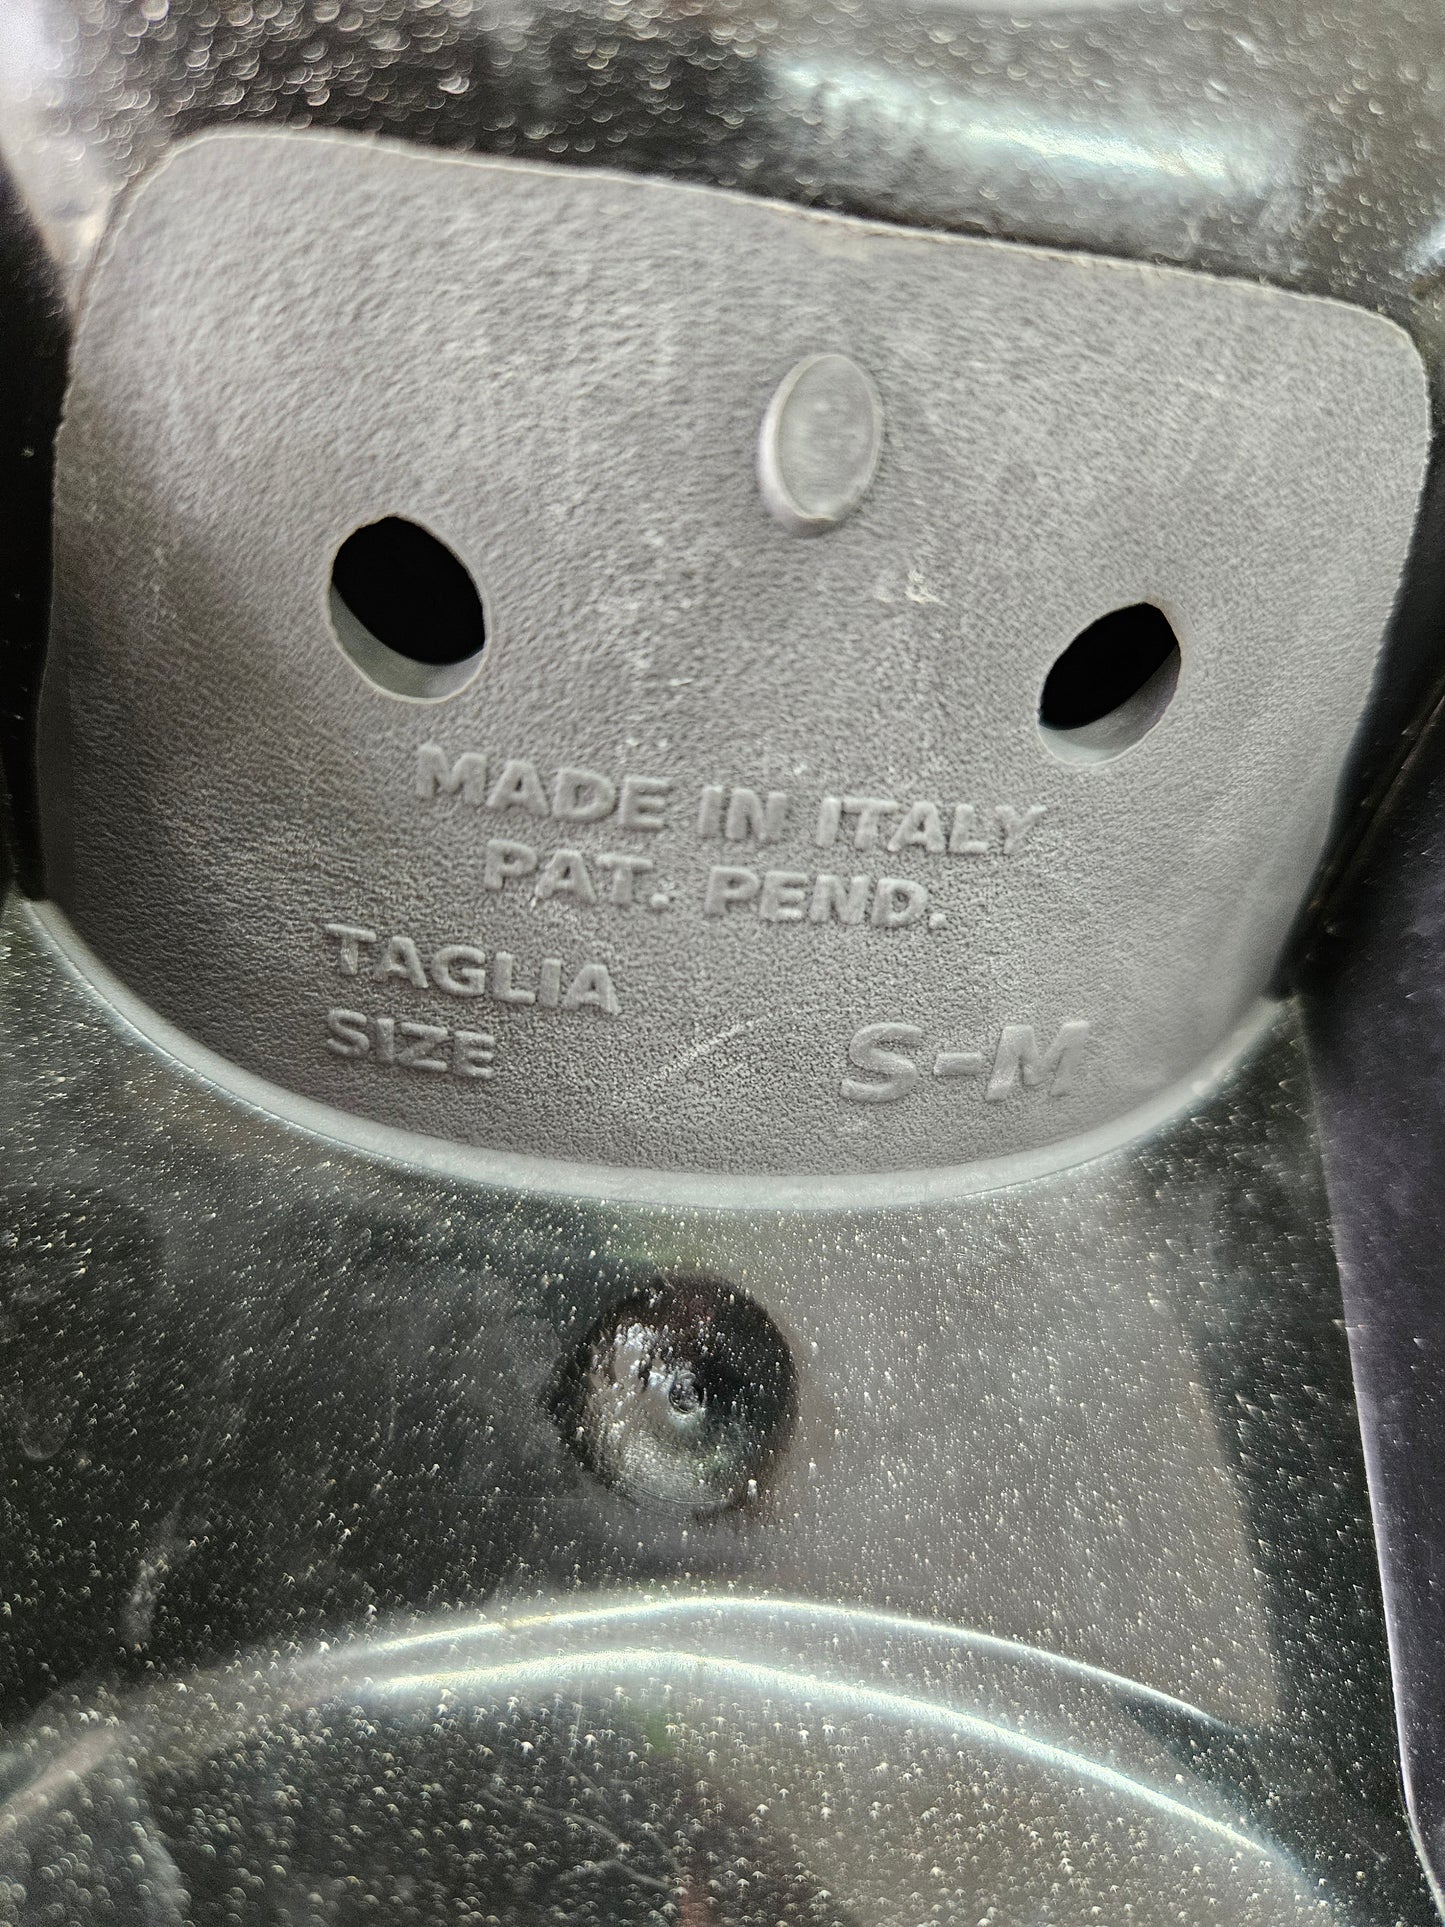 MADE IN ITALY
PAT. PEND.
TAGLIA
SIZE S-M